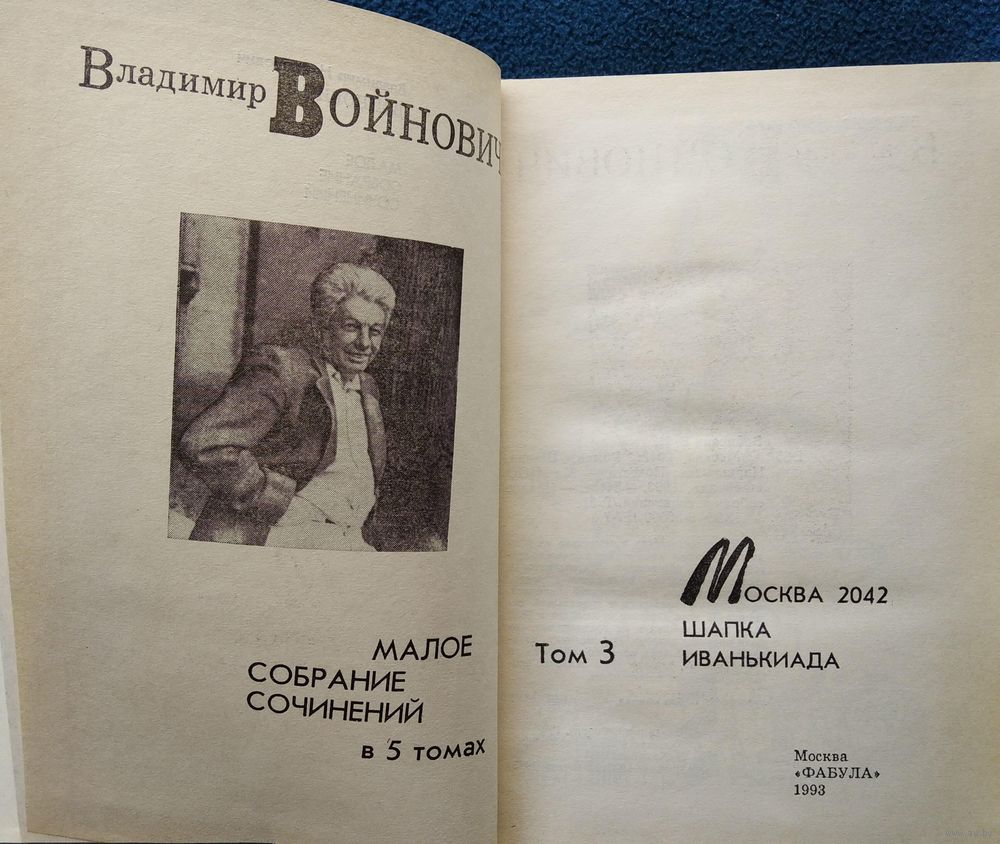 Владимир ВОЙНОВИЧ
МАЛОЕ
СОБРАНИЕ
СОЧИНЕНИЙ
в 5 томах
Том 3
МОСКВА 2042
ШАПКА
ИВАНЬКИАДА
Москва
«ФАБУЛА»
1993